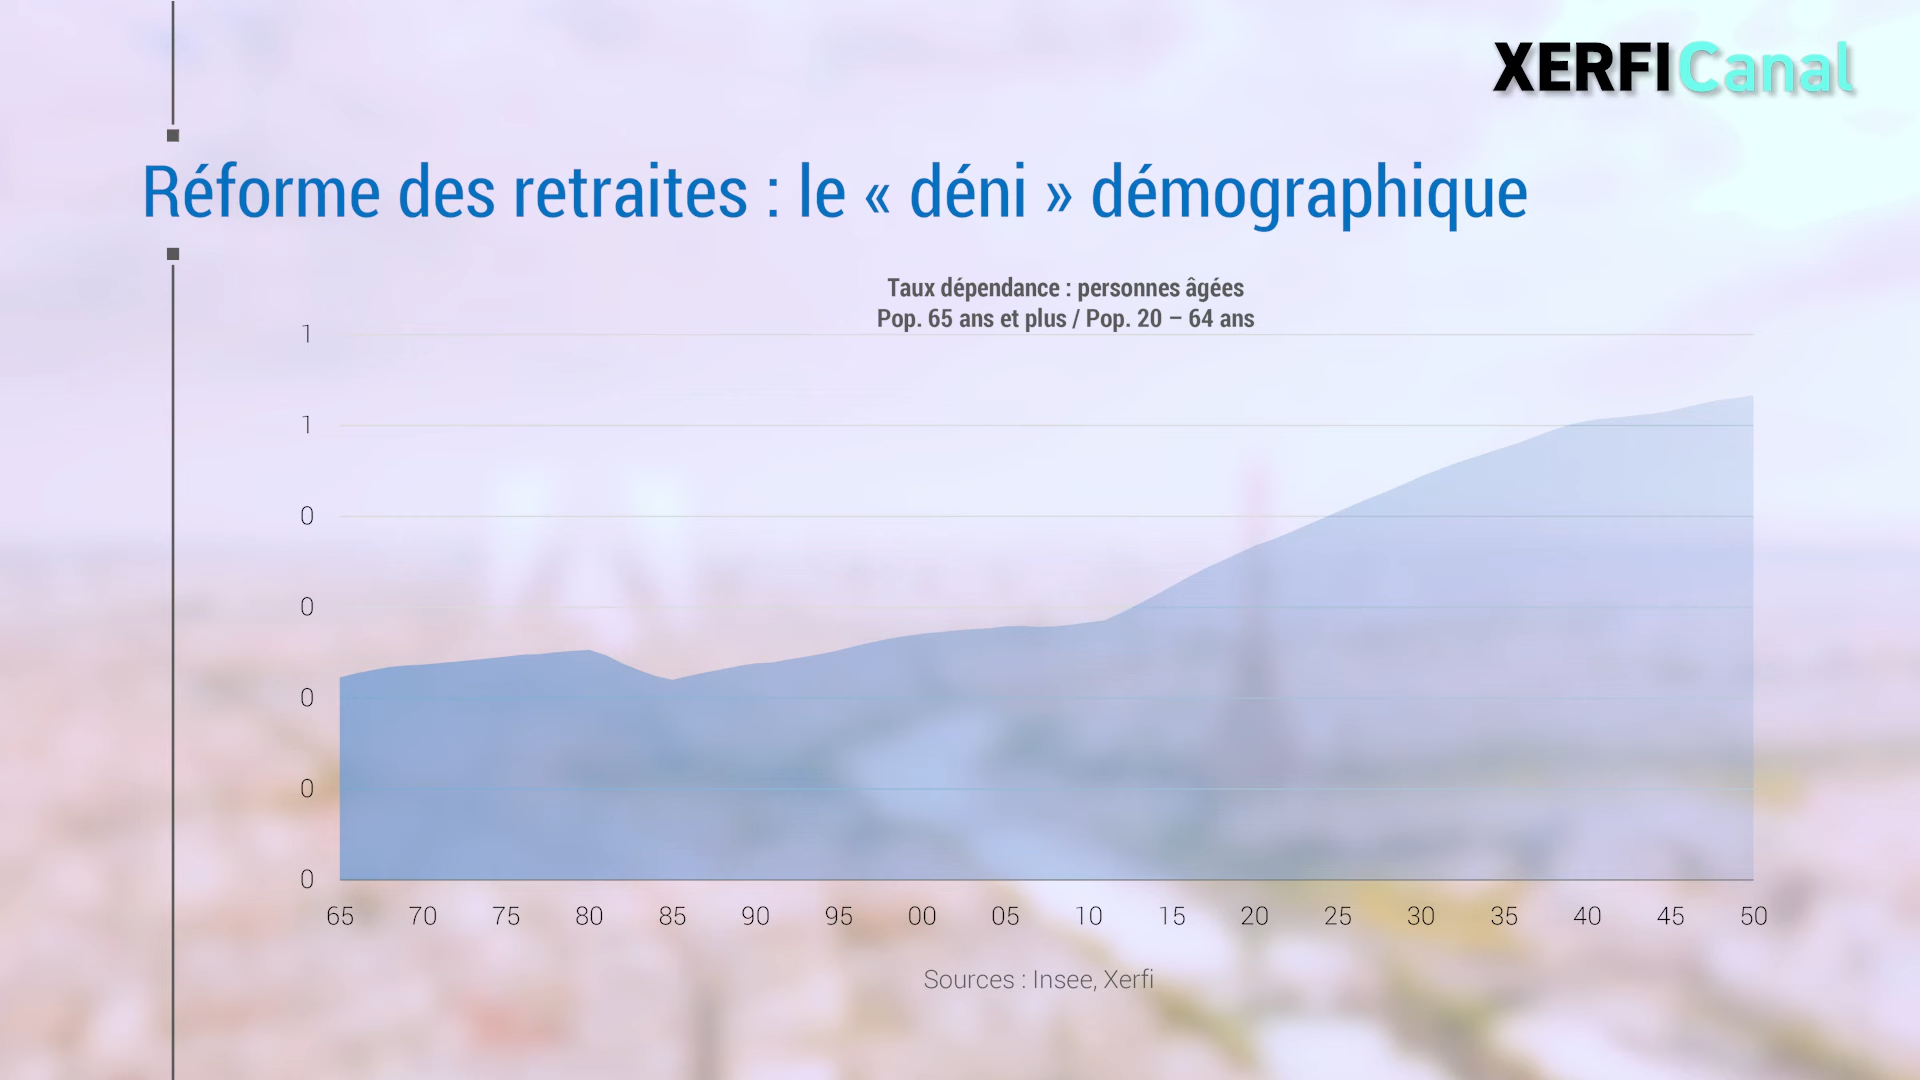 XERFI Canal
Réforme des retraites : le « déni » démographique
Taux dépendance : personnes âgées
Pop. 65 ans et plus / Pop. 20 – 64 ans
1
1
0
0
0
0
0
65 70 75 80 85 90 95 00 05 10 15 20 25 30 35 40 45 50
Sources : Insee, Xerfi